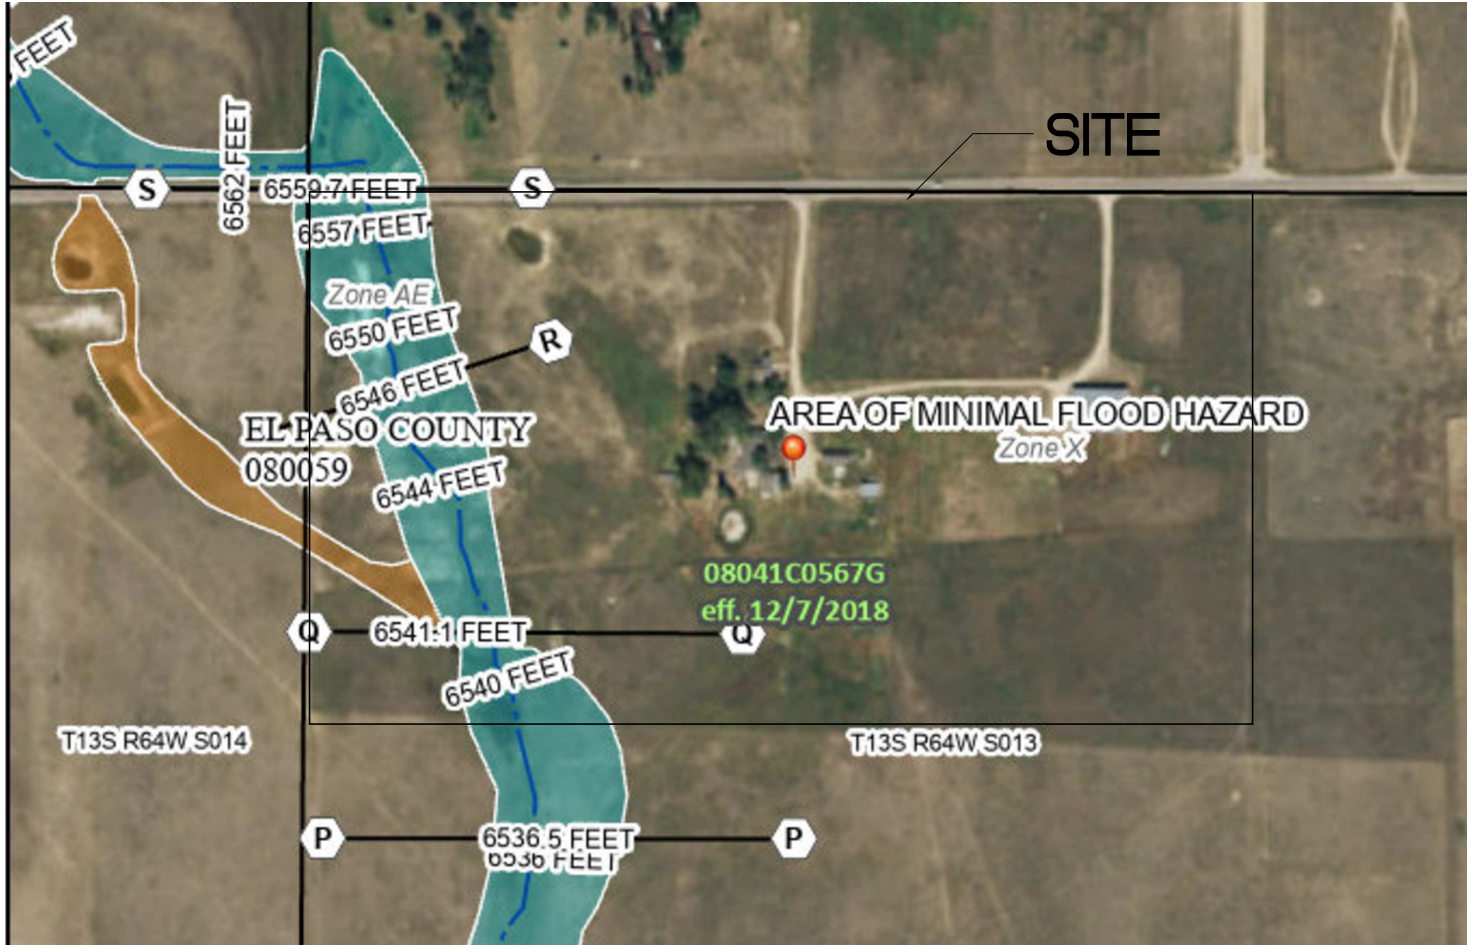 FEET
6562 FEET
SITE
S
6559.7 FEET
S
6557 FEET
Zone AE
6550 FEET
R
6546 FEET
AREA OF MINIMAL FLOOD HAZARD
Zone X
EL PASO COUNTY
080059
6544 FEET
08041C0567G
eff. 12/7/2018
Q
6541.1 FEET
Q
6540 FEET
T13S R64W S014
T13S R64W S013
P
6536.5 FEET
P
6536 FEET